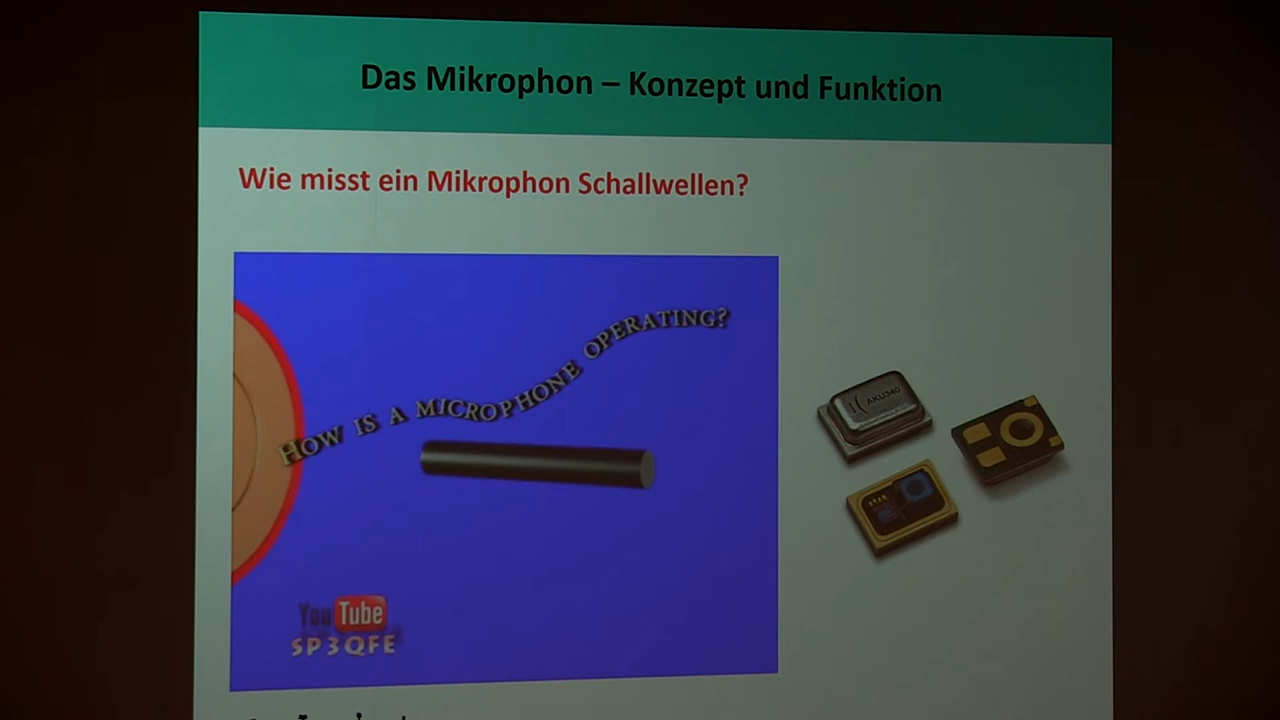 Das Mikrophon – Konzept und Funktion
Wie misst ein Mikrophon Schallwellen?
HOW IS A MICROPHONE OPERATING?
AKU340
YouTube
SP3QFE